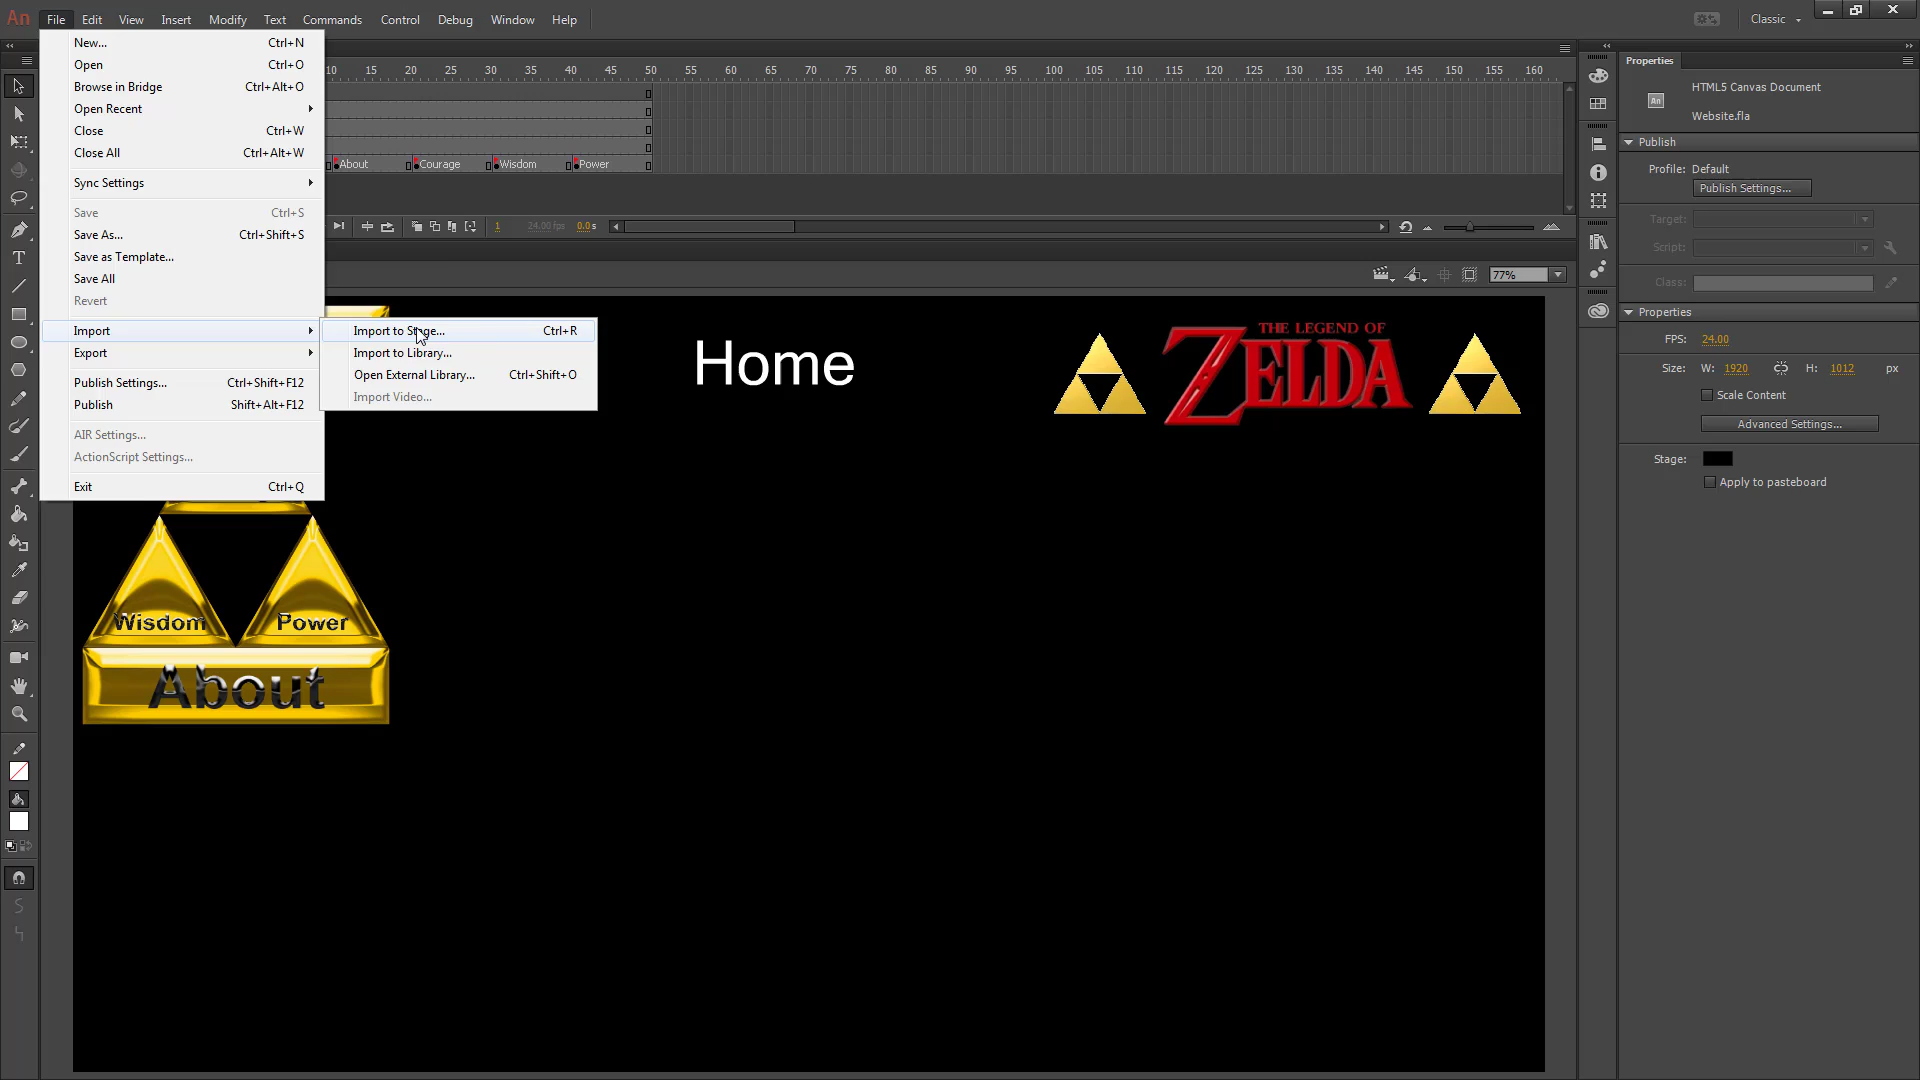 An File Edit View Insert Text Commands Control Debug Window Help Classic
New... Ctrl+N
Open Ctrl+O
Browse in Bridge Ctrl+Alt+O
Open Recent
Close Ctrl+W
Close All Ctrl+Alt+W
Sync Settings
Save Ctrl+S
Save As... Ctrl+Shift+S
Save as Template...
Save All
Revert
Import
Export
Publish Settings... Ctrl+Shift+F12
Publish Shift+Alt+F12
AIR Settings...
ActionScript Settings...
Exit Ctrl+Q
Import to Stage... Ctrl+R
Import to Library...
Open External Library... Ctrl+Shift+O
Import Video...
10 15 20 25 30 35 40 45 50 55 60 65 70 75 80 85 90 95 100 105 110 115 120 125 130 135 140 145 150 155 160
About Courage Wisdom Power
1 24.00 fps 0.0 s
77%
Home
THE LEGEND OF
ZELDA
Wisdom Power
About
Properties
An HTML5 Canvas Document
Website.fla
Publish
Profile: Default
Publish Settings...
Target:
Script:
Class:
Properties
FPS: 24.00
Size: W: 1920 H: 1012 px
Scale Content
Advanced Settings...
Stage:
Apply to pasteboard